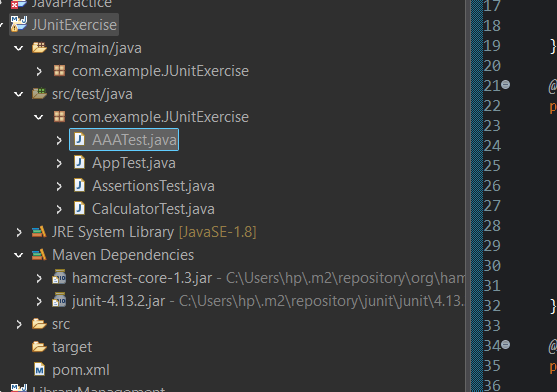 JavaPractice
JUnitExercise
src/main/java
com.example.JUnitExercise
src/test/java
com.example.JUnitExercise
AAATest.java
AppTest.java
AssertionsTest.java
CalculatorTest.java
JRE System Library [JavaSE-1.8]
Maven Dependencies
hamcrest-core-1.3.jar - C:\Users\hp\.m2\repository\org\ham
junit-4.13.2.jar - C:\Users\hp\.m2\repository\junit\junit\4.13.
src
target
pom.xml
LibraryManagement
17
18
19 }
20
21 @
22 p
23
24
25
26
27
28
29
30
31
32 }
33
34 @
35 p
36